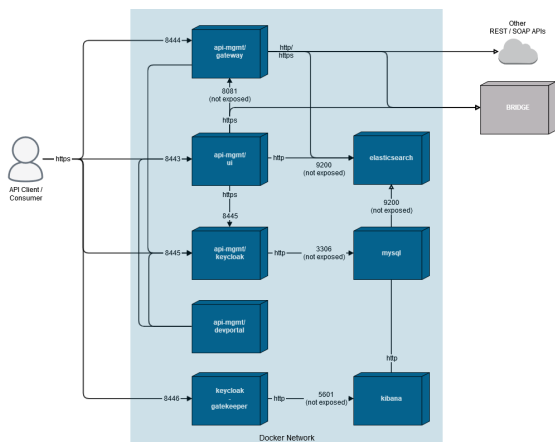 Other
REST / SOAP APIs
8444
api-mgmt/
gateway
http/
https
8081
(not exposed)
https
BRIDGE
API Client /
Consumer
https
8443
api-mgmt/
ui
http
9200
(not exposed)
elasticsearch
https
8445
9200
(not exposed)
8445
api-mgmt/
keycloak
http
3306
(not exposed)
mysql
api-mgmt/
devportal
http
8446
keycloak
-
gatekeeper
http
5601
(not exposed)
kibana
Docker Network